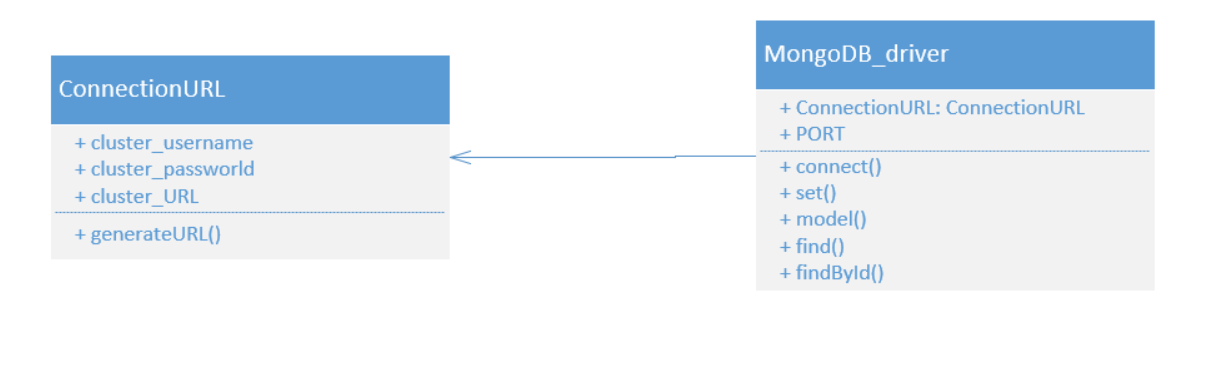 ConnectionURL
+ cluster_username
+ cluster_passworld
+ cluster_URL
+ generateURL()
MongoDB_driver
+ ConnectionURL: ConnectionURL
+ PORT
+ connect()
+ set()
+ model()
+ find()
+ findById()